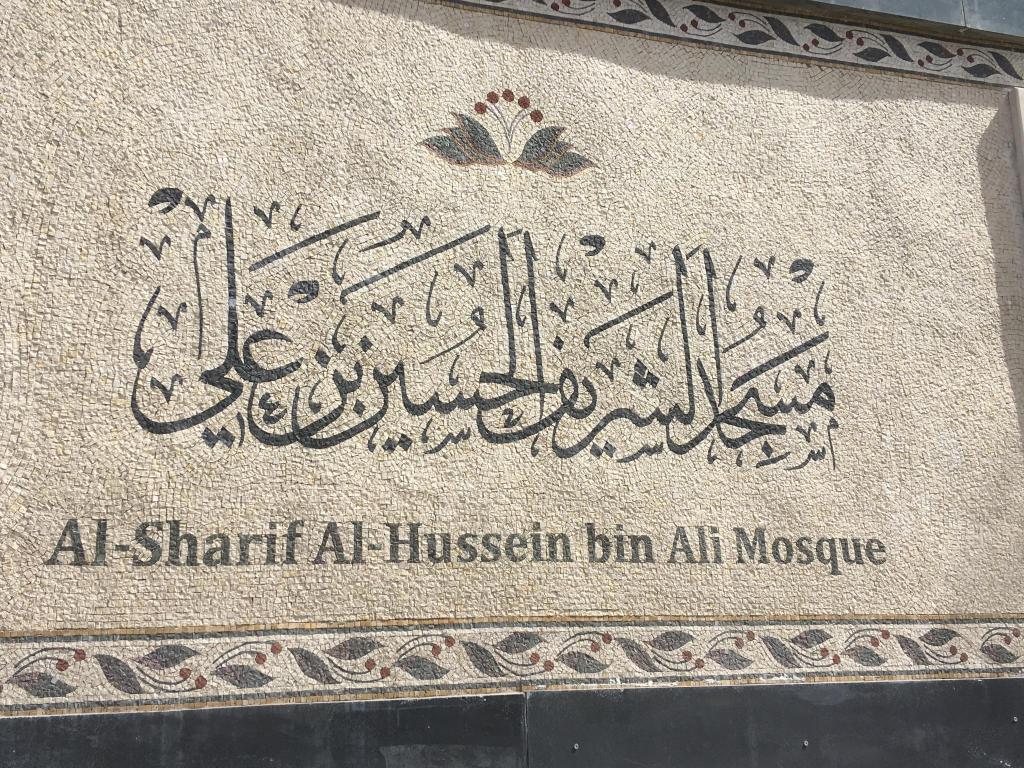 مسجد الشريف الحسين بن علي
Al-Sharif Al-Hussein bin Ali Mosque